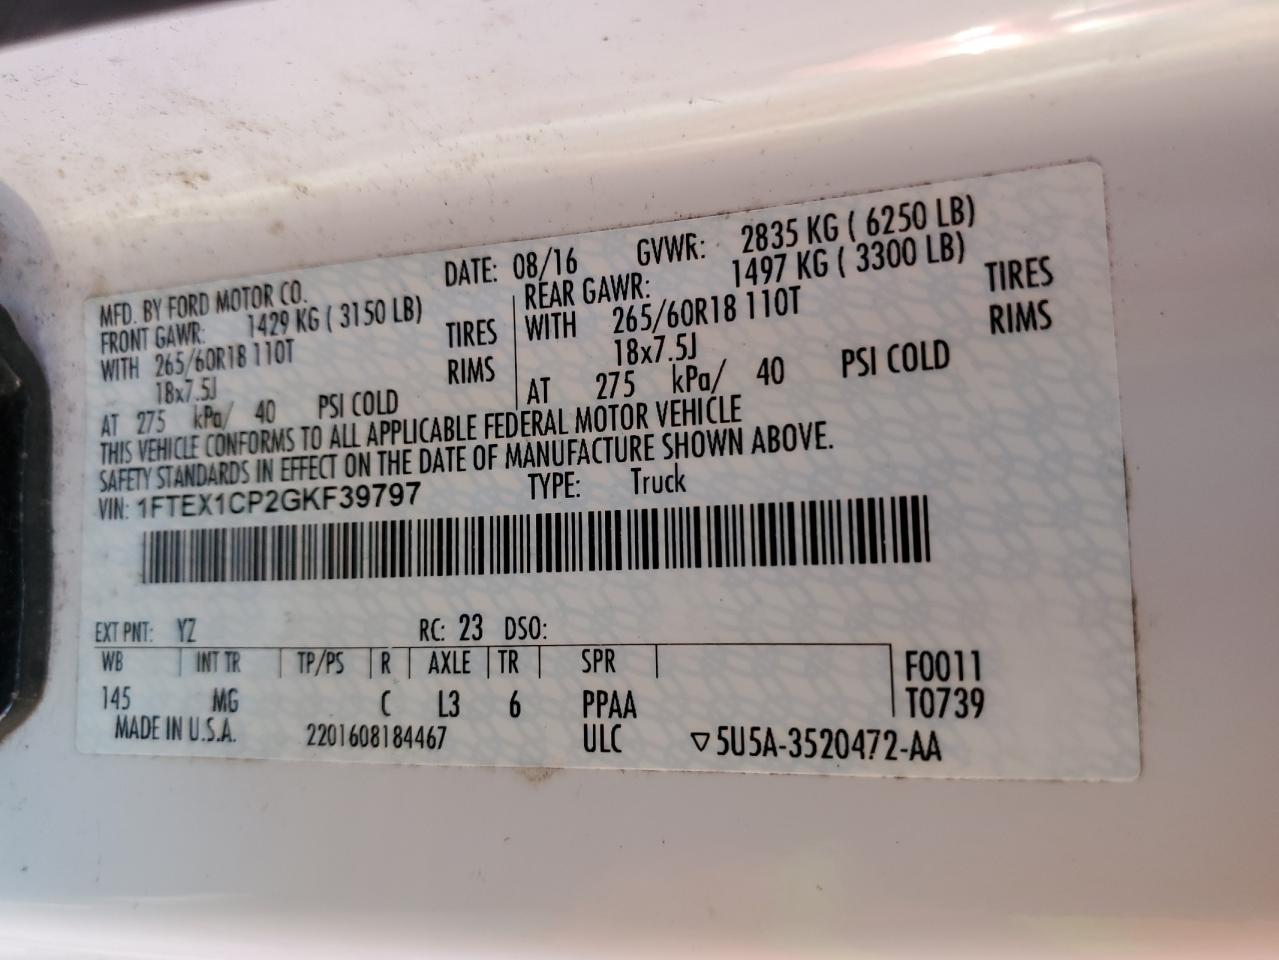 MFD. BY FORD MOTOR CO.
DATE: 08/16 GVWR: 2835 KG ( 6250 LB)
FRONT GAWR: 1429 KG ( 3150 LB)
REAR GAWR: 1497 KG ( 3300 LB)
WITH 265/60R18 110T TIRES
WITH 265/60R18 110T TIRES
18x7.5J RIMS
18x7.5J RIMS
AT 275 kPa/ 40 PSI COLD
AT 275 kPa/ 40 PSI COLD
THIS VEHICLE CONFORMS TO ALL APPLICABLE FEDERAL MOTOR VEHICLE
SAFETY STANDARDS IN EFFECT ON THE DATE OF MANUFACTURE SHOWN ABOVE.
VIN: 1FTEX1CP2GKF39797 TYPE: Truck
EXT PNT: YZ RC: 23 DSO:
WB INT TR TP/PS R AXLE TR SPR F0011
145 MG C L3 6 PPAA T0739
MADE IN U.S.A. 2201608184467 ULC ▽5U5A-3520472-AA